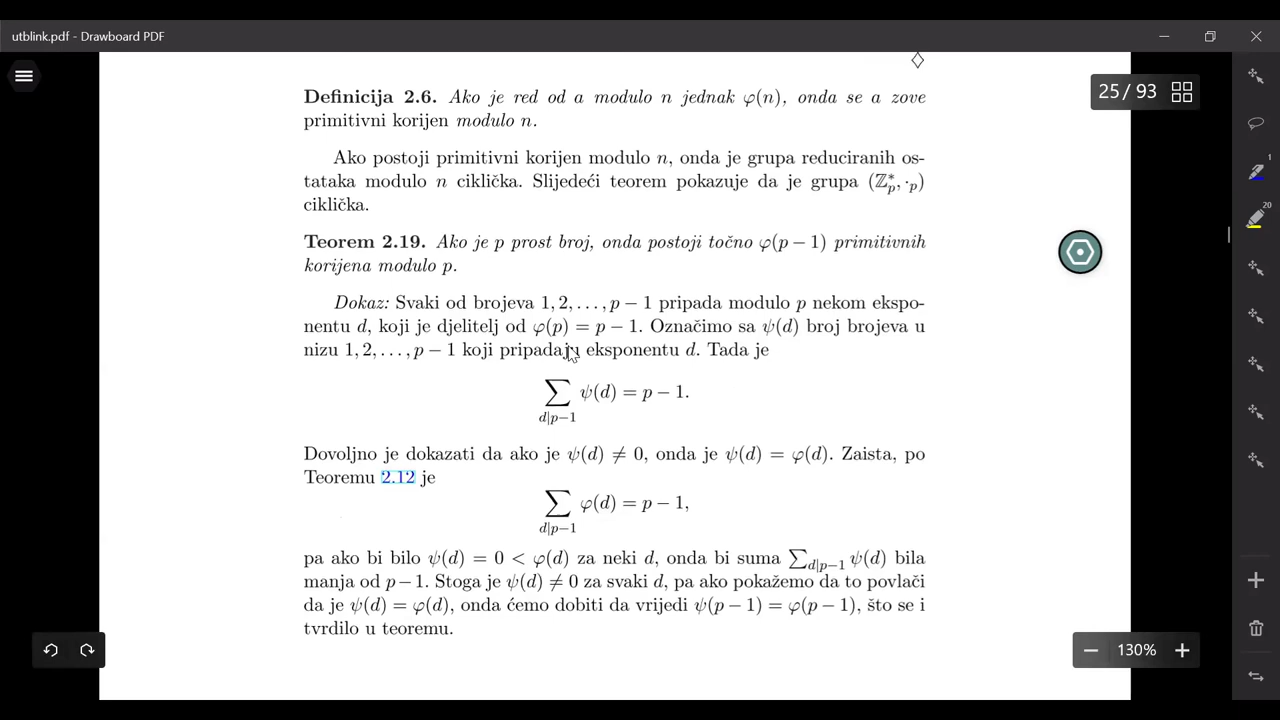 utblink.pdf - Drawboard PDF
25 / 93
Definicija 2.6. Ako je red od a modulo n jednak φ(n), onda se a zove
primitivni korijen modulo n.
Ako postoji primitivni korijen modulo n, onda je grupa reduciranih os-
tataka modulo n ciklička. Slijedeći teorem pokazuje da je grupa (ℤ*ₚ, ·ₚ)
ciklička.
Teorem 2.19. Ako je p prost broj, onda postoji točno φ(p − 1) primitivnih
korijena modulo p.
Dokaz: Svaki od brojeva 1, 2, . . . , p − 1 pripada modulo p nekom ekspo-
nentu d, koji je djelitelj od φ(p) = p − 1. Označimo sa ψ(d) broj brojeva u
nizu 1, 2, . . . , p − 1 koji pripadaju eksponentu d. Tada je
∑ ψ(d) = p − 1.
d|p−1
Dovoljno je dokazati da ako je ψ(d) ≠ 0, onda je ψ(d) = φ(d). Zaista, po
Teoremu 2.12 je
∑ φ(d) = p − 1,
d|p−1
pa ako bi bilo ψ(d) = 0 < φ(d) za neki d, onda bi suma ∑d|p−1 ψ(d) bila
manja od p − 1. Stoga je ψ(d) ≠ 0 za svaki d, pa ako pokažemo da to povlači
da je ψ(d) = φ(d), onda ćemo dobiti da vrijedi ψ(p − 1) = φ(p − 1), što se i
tvrdilo u teoremu.
1
20
130%